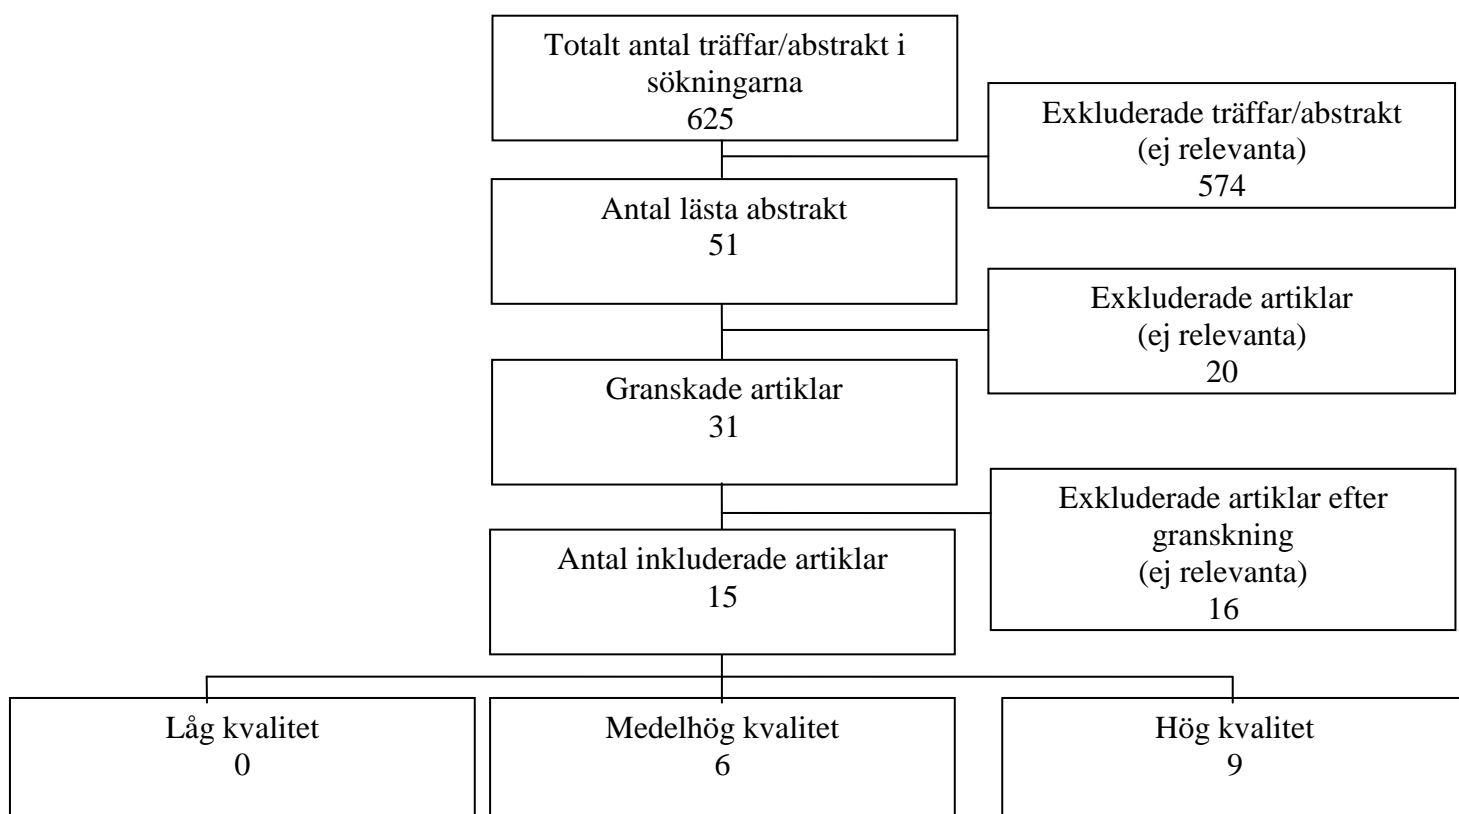 Totalt antal träffar/abstrakt i
sökningarna
625
Exkluderade träffar/abstrakt
(ej relevanta)
574
Antal lästa abstrakt
51
Exkluderade artiklar
(ej relevanta)
20
Granskade artiklar
31
Exkluderade artiklar efter
granskning
(ej relevanta)
16
Antal inkluderade artiklar
15
Låg kvalitet
0
Medelhög kvalitet
6
Hög kvalitet
9